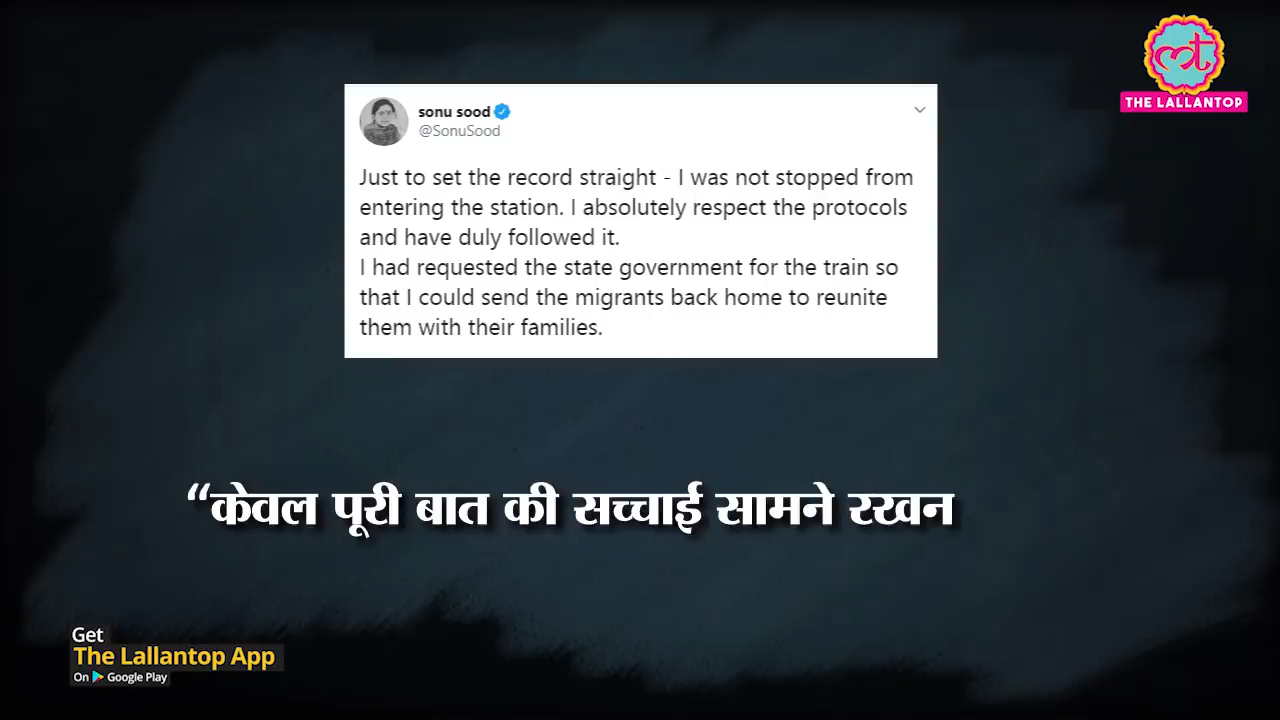 THE LALLANTOP
sonu sood
@SonuSood
Just to set the record straight - I was not stopped from
entering the station. I absolutely respect the protocols
and have duly followed it.
I had requested the state government for the train so
that I could send the migrants back home to reunite
them with their families.
“केवल पूरी बात की सच्चाई सामने रखन
Get
The Lallantop App
On Google Play